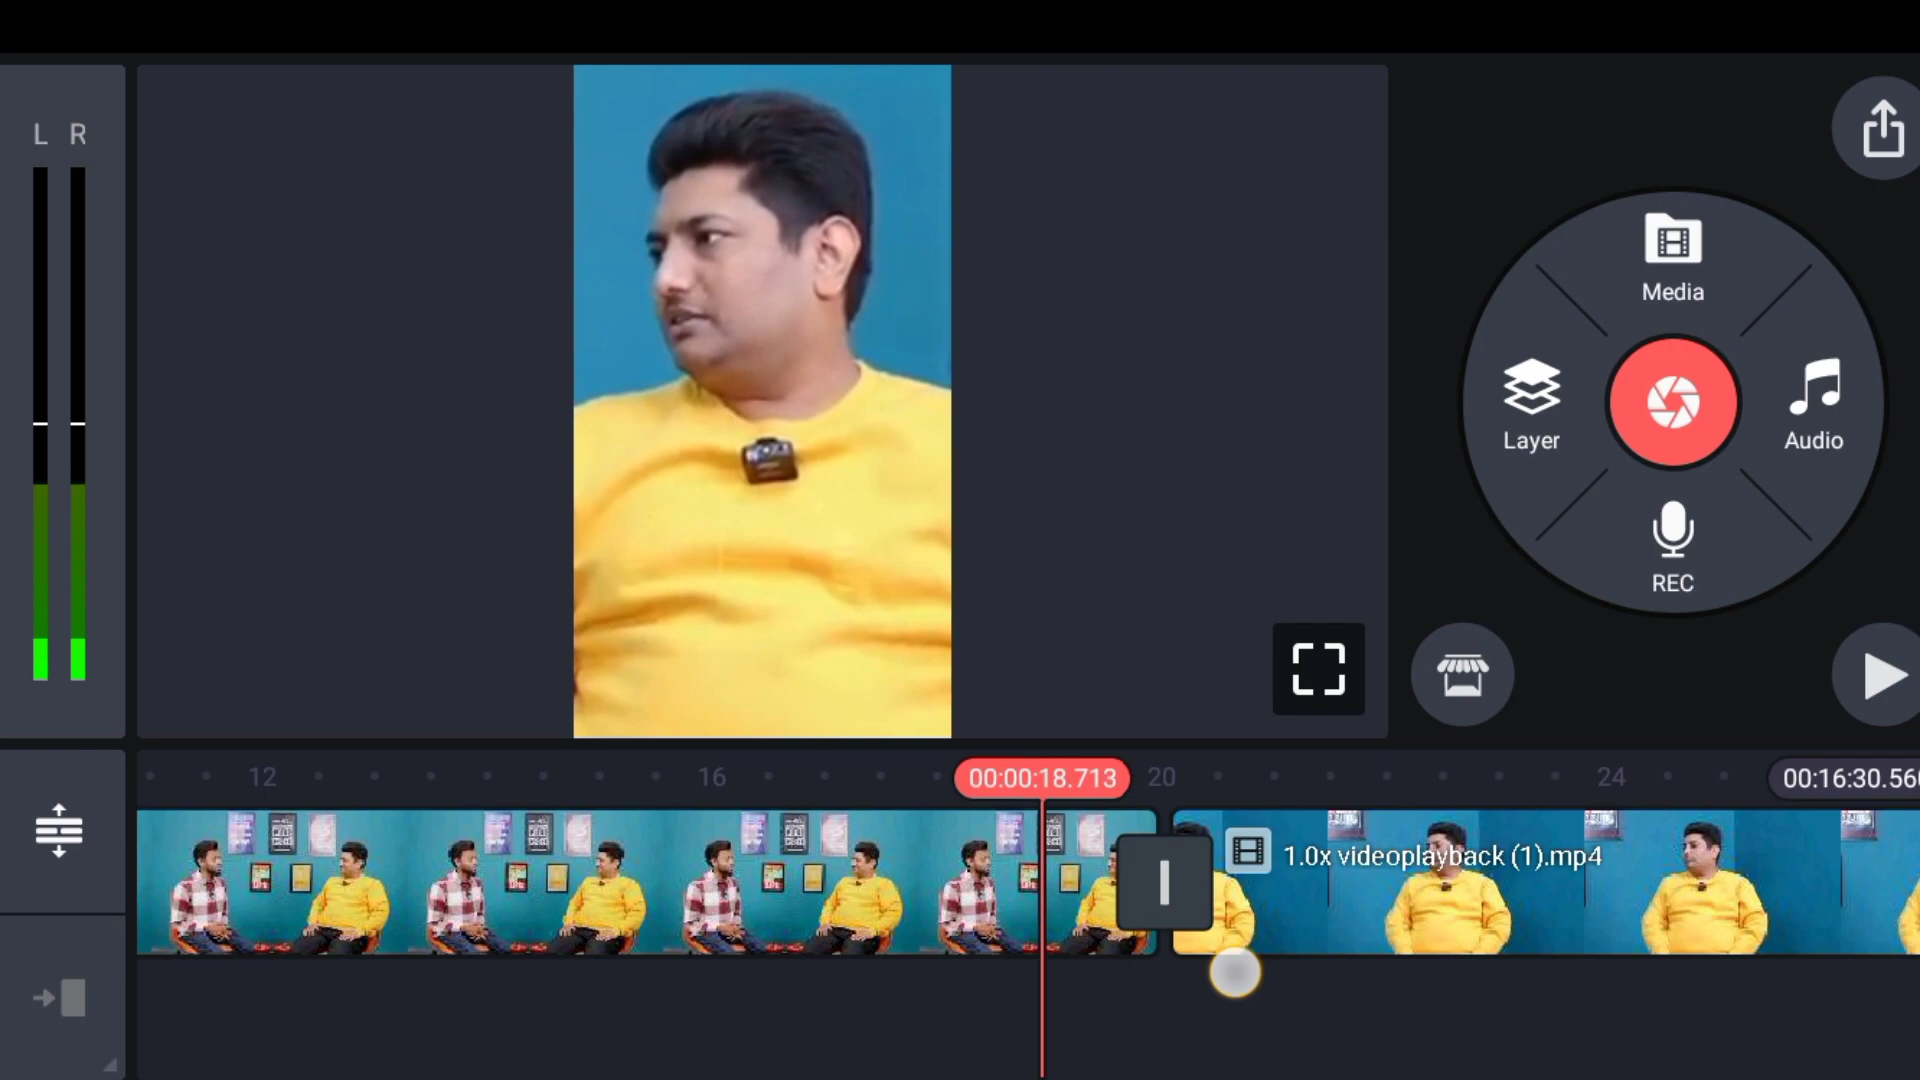 L R
Media
Layer
Audio
REC
12
16
00:00:18.713
20
24
00:16:30.560
1.0x videoplayback (1).mp4